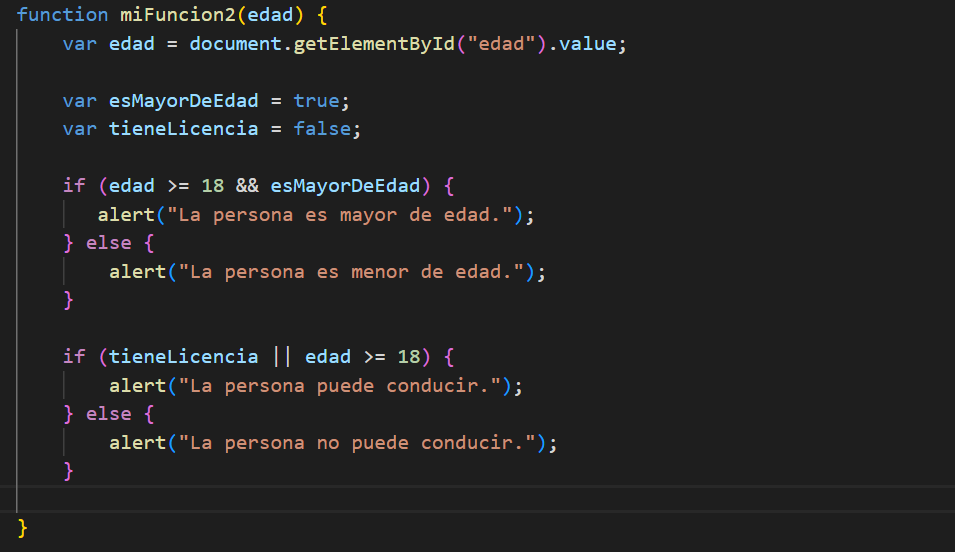 function miFuncion2(edad) {
    var edad = document.getElementById("edad").value;

    var esMayorDeEdad = true;
    var tieneLicencia = false;

    if (edad >= 18 && esMayorDeEdad) {
       alert("La persona es mayor de edad.");
    } else {
        alert("La persona es menor de edad.");
    }

    if (tieneLicencia || edad >= 18) {
        alert("La persona puede conducir.");
    } else {
        alert("La persona no puede conducir.");
    }

}